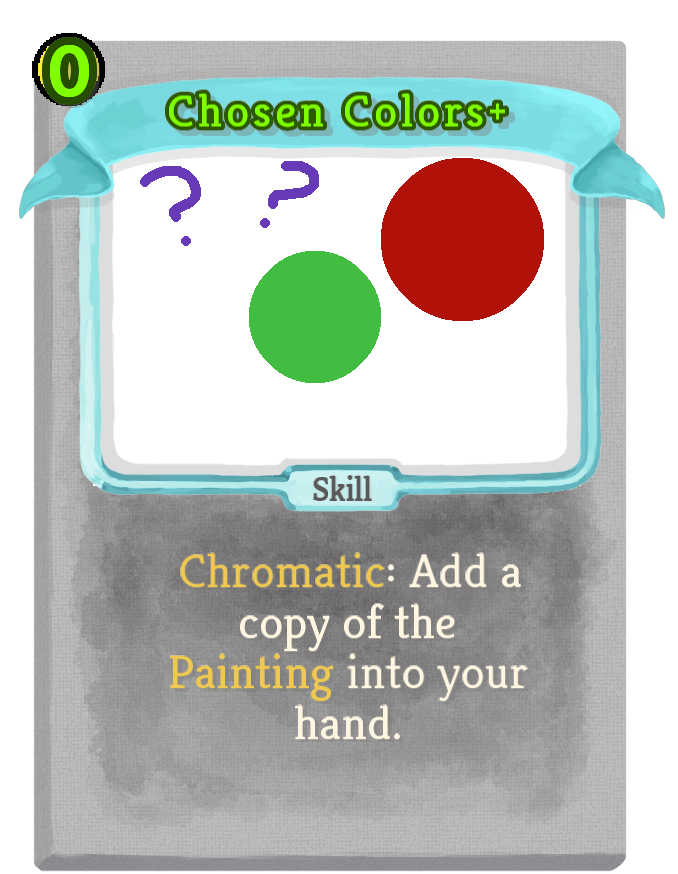 0
Chosen Colors+
? ?
Skill
Chromatic: Add a
copy of the
Painting into your
hand.